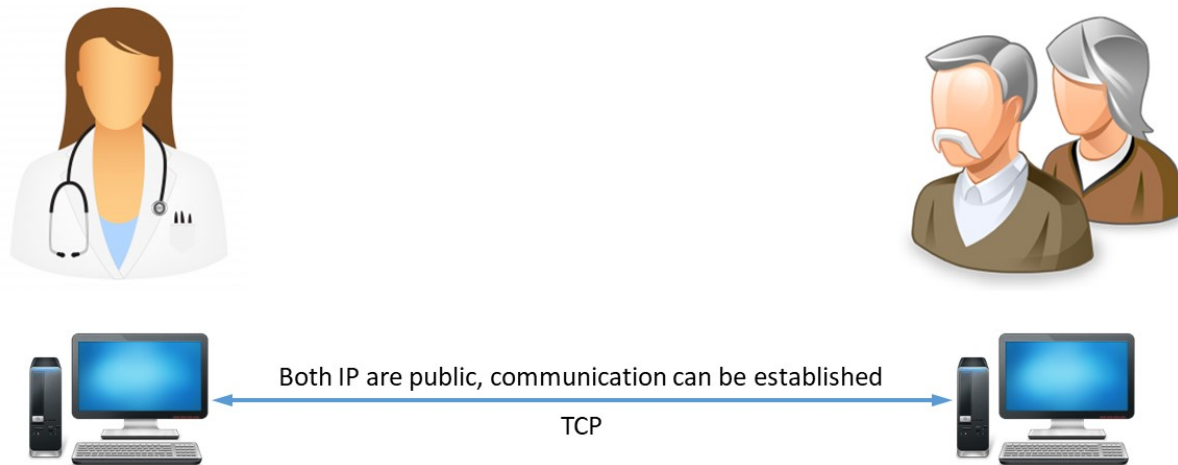 Both IP are public, communication can be established
TCP